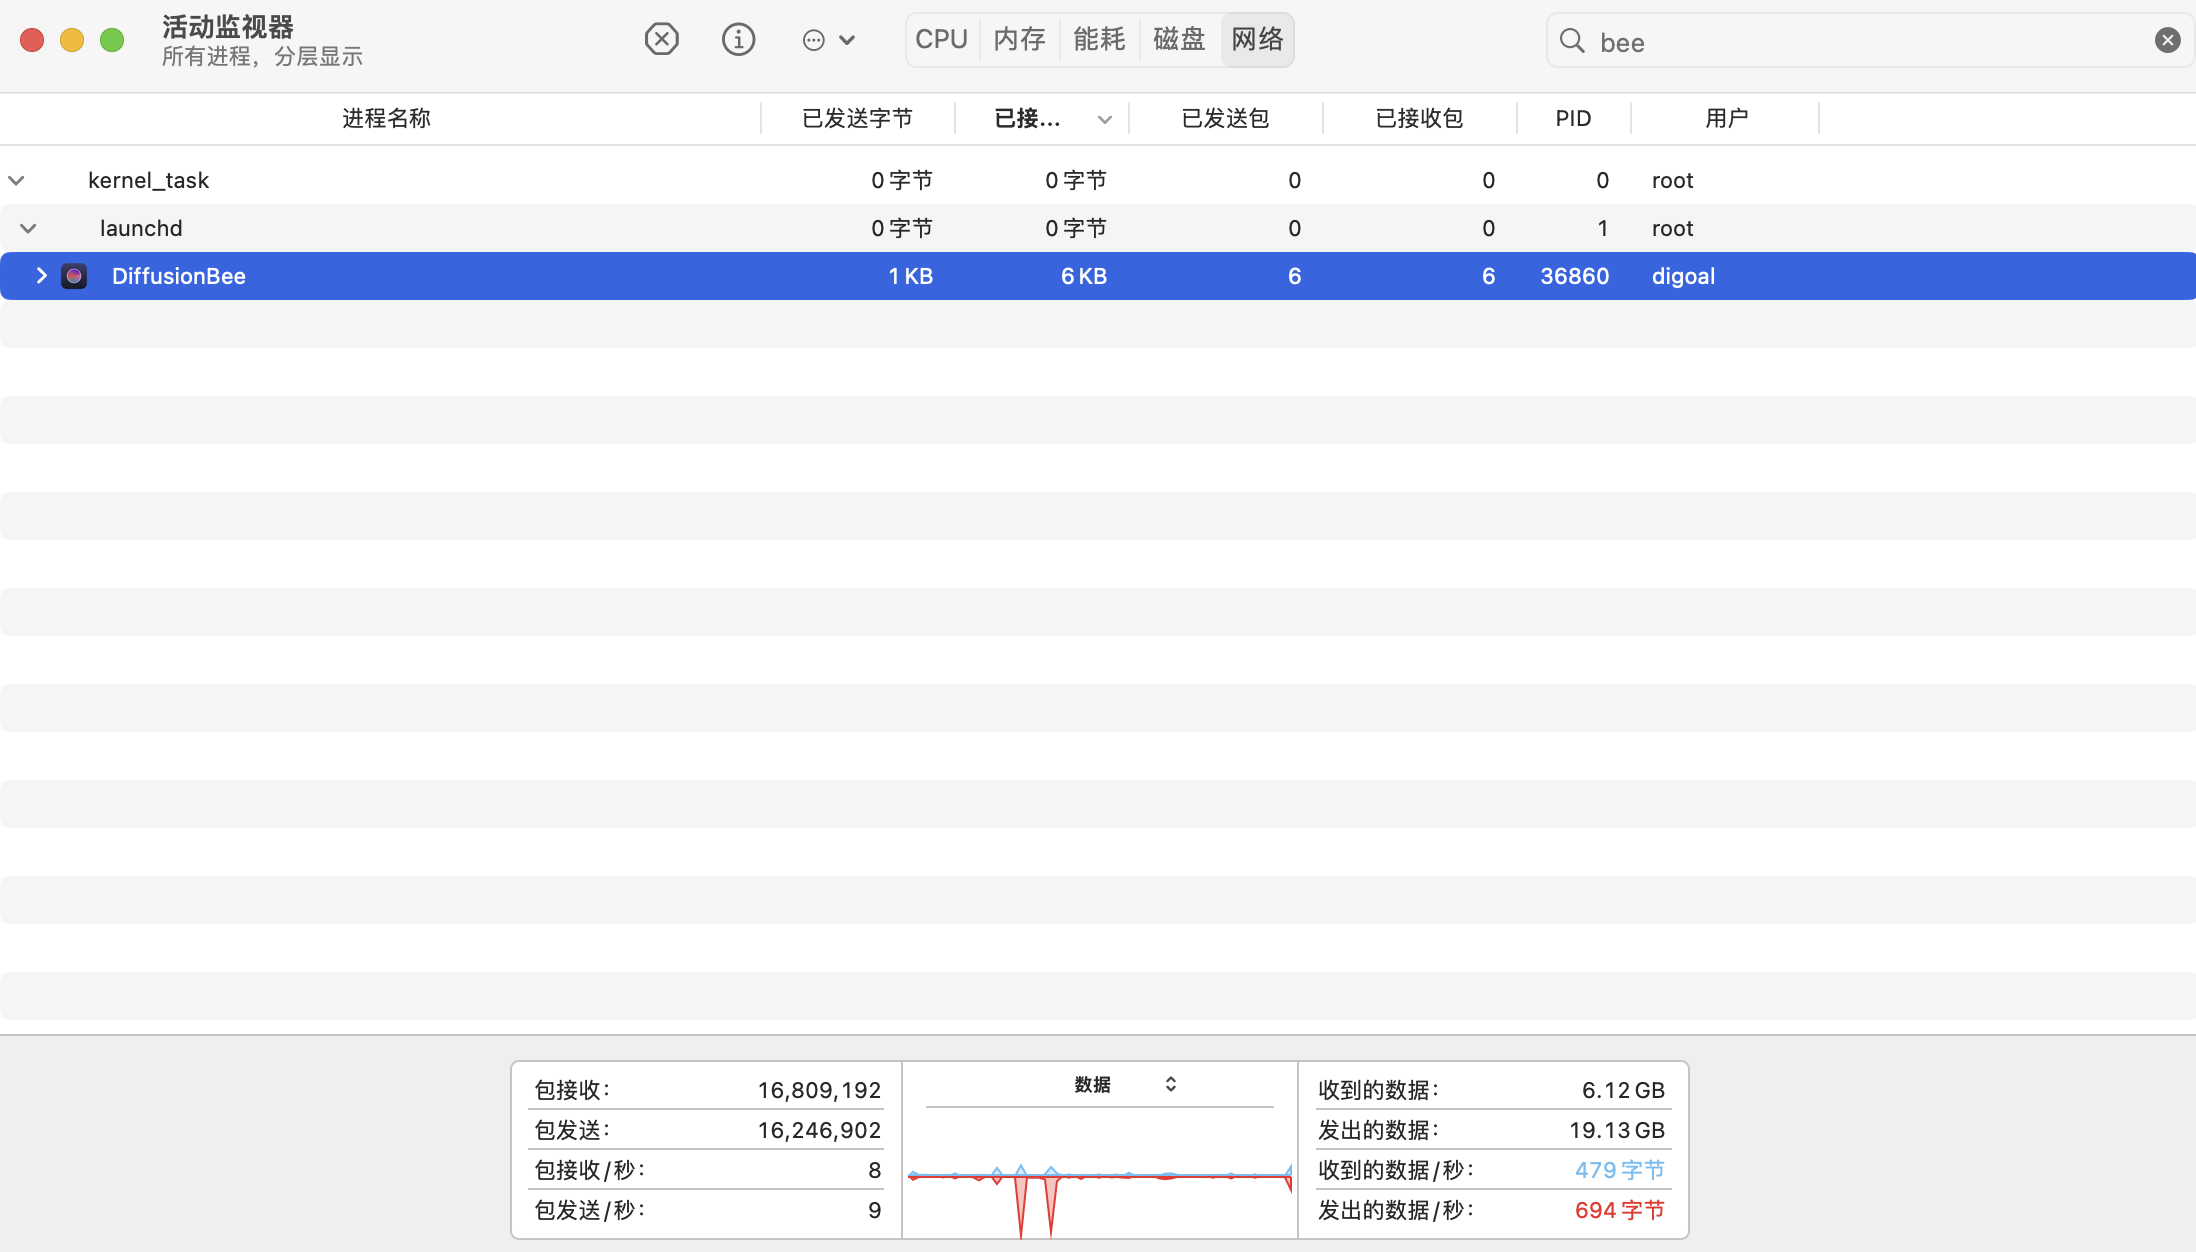 活动监视器
所有进程，分层显示
CPU 内存 能耗 磁盘 网络
bee
进程名称 已发送字节 已接... 已发送包 已接收包 PID 用户
kernel_task 0 字节 0 字节 0 0 0 root
launchd 0 字节 0 字节 0 0 1 root
DiffusionBee 1 KB 6 KB 6 6 36860 digoal
包接收： 16,809,192
包发送： 16,246,902
包接收/秒： 8
包发送/秒： 9
数据
收到的数据： 6.12 GB
发出的数据： 19.13 GB
收到的数据/秒： 479 字节
发出的数据/秒： 694 字节